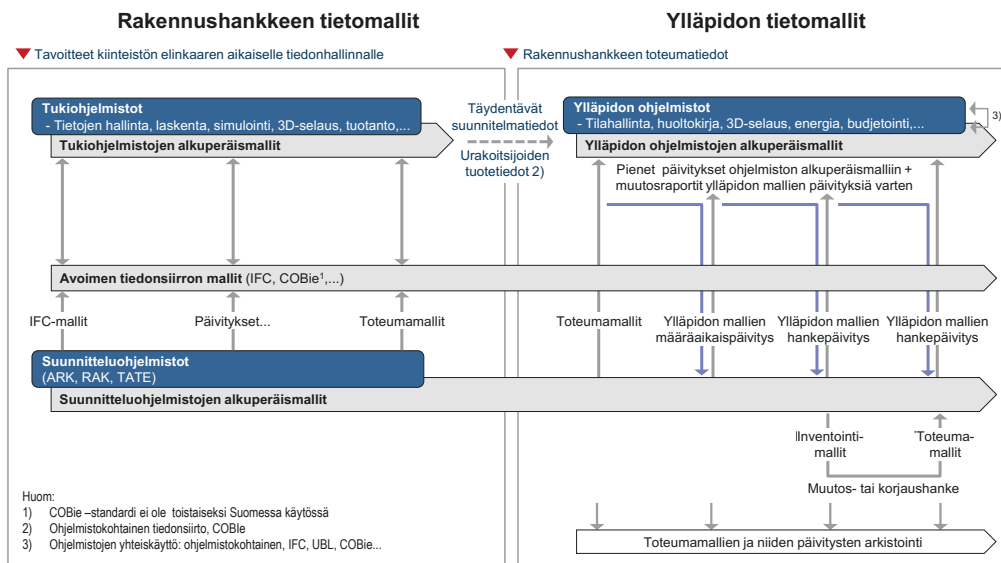 Rakennushankkeen tietomallit
Ylläpidon tietomallit
Tavoitteet kiinteistön elinkaaren aikaiselle tiedonhallinnalle
Rakennushankkeen toteumatiedot
Tukiohjelmistot
- Tietojen hallinta, laskenta, simulointi, 3D-selaus, tuotanto,...
Tukiohjelmistojen alkuperäismallit
Täydentävät
suunnitelmatiedot
Urakoitsijoiden
tuotetiedot 2)
Ylläpidon ohjelmistot
- Tilahallinta, huoltokirja, 3D-selaus, energia, budjetointi,...
3)
Ylläpidon ohjelmistojen alkuperäismallit
Pienet päivitykset ohjelmiston alkuperäismalliin +
muutosraportit ylläpidon mallien päivityksiä varten
Avoimen tiedonsiirron mallit (IFC, COBie¹,...)
IFC-mallit
Päivitykset...
Toteumamallit
Toteumamallit
Ylläpidon mallien
määräaikaispäivitys
Ylläpidon mallien
hankepäivitys
Ylläpidon mallien
hankepäivitys
Suunnitteluohjelmistot
(ARK, RAK, TATE)
Suunnitteluohjelmistojen alkuperäismallit
Inventointi-
mallit
Toteuma-
mallit
Muutos- tai korjaushanke
Huom:
1) COBie –standardi ei ole toistaiseksi Suomessa käytössä
2) Ohjelmistokohtainen tiedonsiirto, COBIe
3) Ohjelmistojen yhteiskäyttö: ohjelmistokohtainen, IFC, UBL, COBie...
Toteumamallien ja niiden päivitysten arkistointi